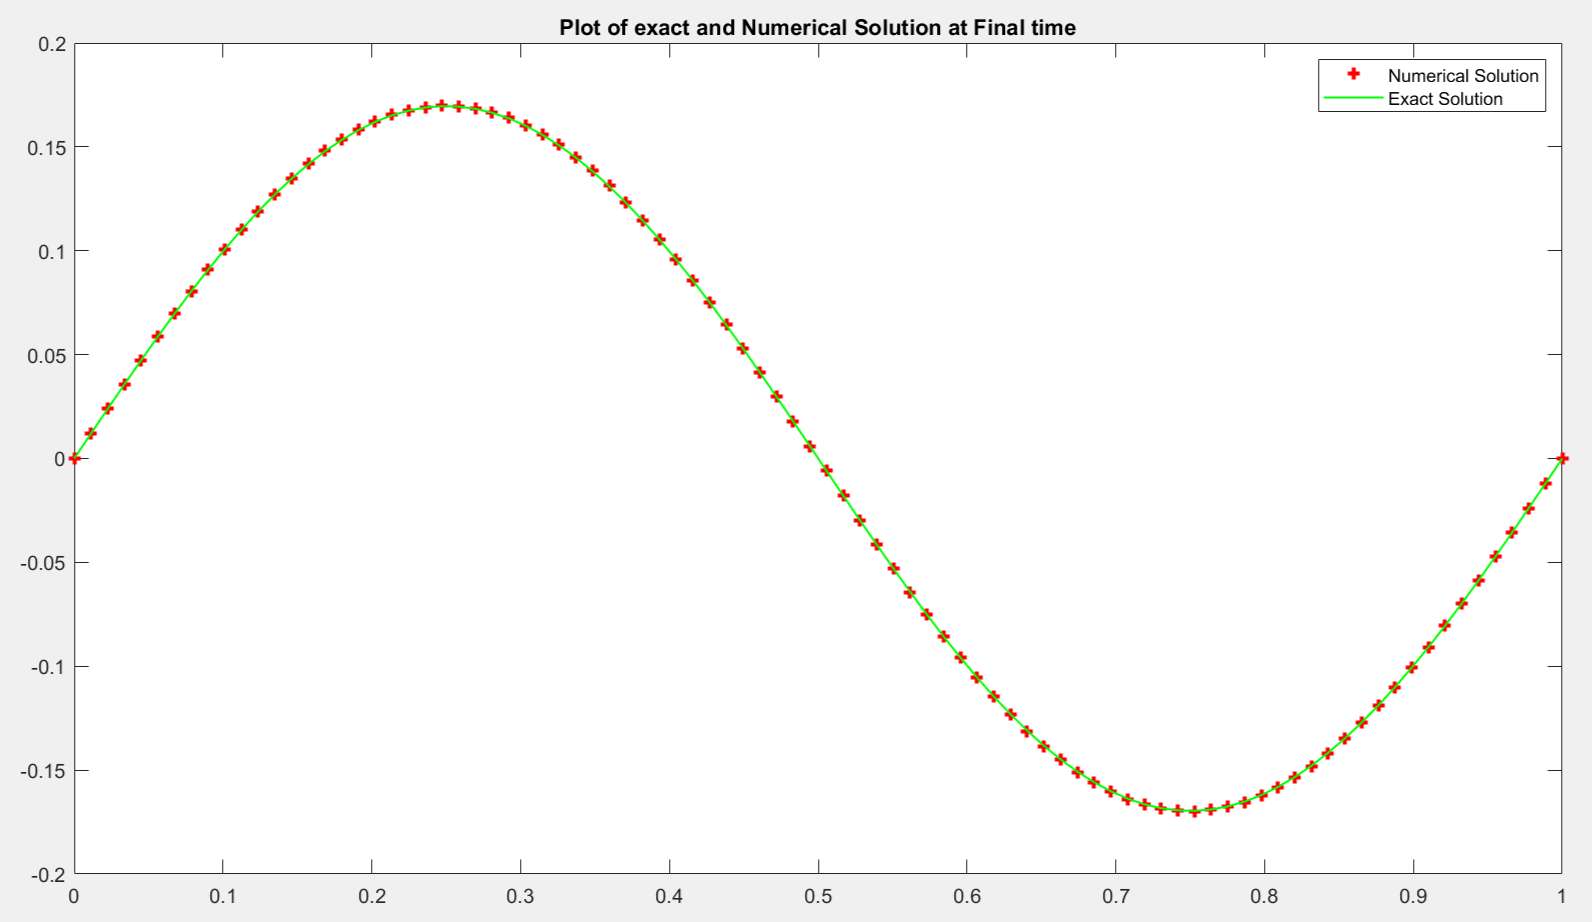 Plot of exact and Numerical Solution at Final time
0.2
Numerical Solution
Exact Solution
0.15
0.1
0.05
0
-0.05
-0.1
-0.15
-0.2
0 0.1 0.2 0.3 0.4 0.5 0.6 0.7 0.8 0.9 1